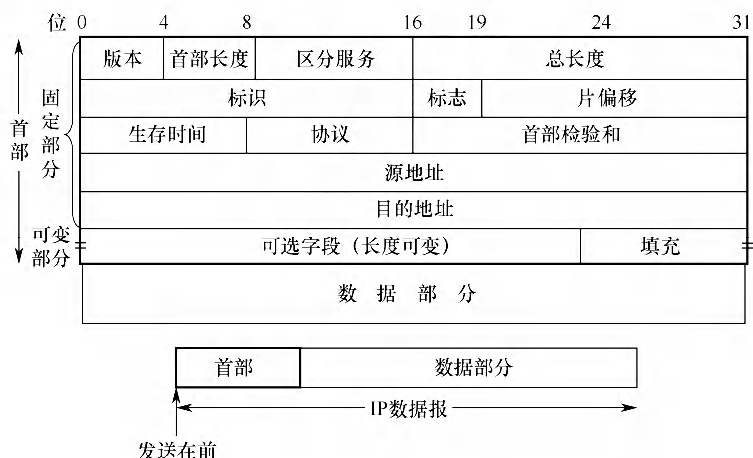 位 0 4 8 16 19 24 31
版本 首部长度 区分服务 总长度
标识 标志 片偏移
生存时间 协议 首部检验和
源地址
目的地址
可选字段（长度可变） 填充
数据部分
首部
固定部分
可变部分
首部 数据部分
IP数据报
发送在前